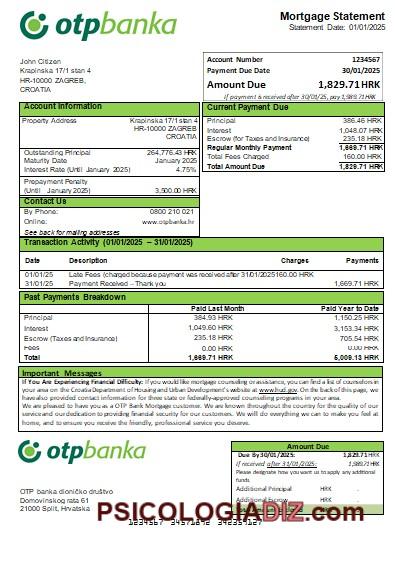 otpbanka
Mortgage Statement
Statement Date: 01/01/2025
John Citizen
Krapinska 17/1 stan 4
HR-10000 ZAGREB,
CROATIA
Account Number 1234567
Payment Due Date 30/01/2025
Amount Due 1,829.71 HRK
If payment is received after 30/01/25, pay 1,989.71 HRK
Account Information
Property Address Krapinska 17/1 stan 4
HR-10000 ZAGREB
CROATIA
Outstanding Principal 264,776.43 HRK
Maturity Date January 2025
Interest Rate (Until January 2025) 4.75%
Prepayment Penalty
(Until January 2025) 3,500.00 HRK
Contact Us
By Phone: 0800 210 021
Online: www.otpbanka.hr
See back for mailing addresses
Current Payment Due
Principal 386.46 HRK
Interest 1,048.07 HRK
Escrow (for Taxes and Insurance) 235.18 HRK
Regular Monthly Payment 1,669.71 HRK
Total Fees Charged 160.00 HRK
Total Amount Due 1,829.71 HRK
Transaction Activity (01/01/2025 – 31/01/2025)
Date Description Charges Payments
01/01/25 Late Fees (charged because payment was received after 31/01/2025160.00 HRK
31/01/25 Payment Received – Thank you 1,669.71 HRK
Past Payments Breakdown
Paid Last Month Paid Year to Date
Principal 384.93 HRK 1,150.25 HRK
Interest 1,049.60 HRK 3,153.34 HRK
Escrow (Taxes and Insurance) 235.18 HRK 705.54 HRK
Fees 0.00 HRK 0.00 HRK
Total 1,669.71 HRK 5,009.13 HRK
Important Messages
If You Are Experiencing Financial Difficulty: If you would like mortgage counseling or assistance, you can find a list of counselors in
your area on the Croatia Department of Housing and Urban Development's website at www.hud.gov. On the back of this page, we
have also provided contact information for three state or federally-approved counseling programs in your area.
We are pleased to have you as a OTP Bank Mortgage customer. We are known throughout the country for the quality of our
service and our dedication to providing financial security for our customers. We will do everything we can to make you feel at
home, and to ensure you receive the friendly, professional service you deserve.
otpbanka
OTP banka dioničko društvo
Domovinskog rata 61
21000 Split, Hrvatska
Amount Due
Due By 30/01/2025: 1,829.71 HRK
If received after 31/01/2025: 1,989.71 HRK
Please designate how you want us to apply any additional
funds.
Additional Principal HRK .
Additional Escrow HRK .
HRK .
PSICOLOGIADIZ.com
1234567